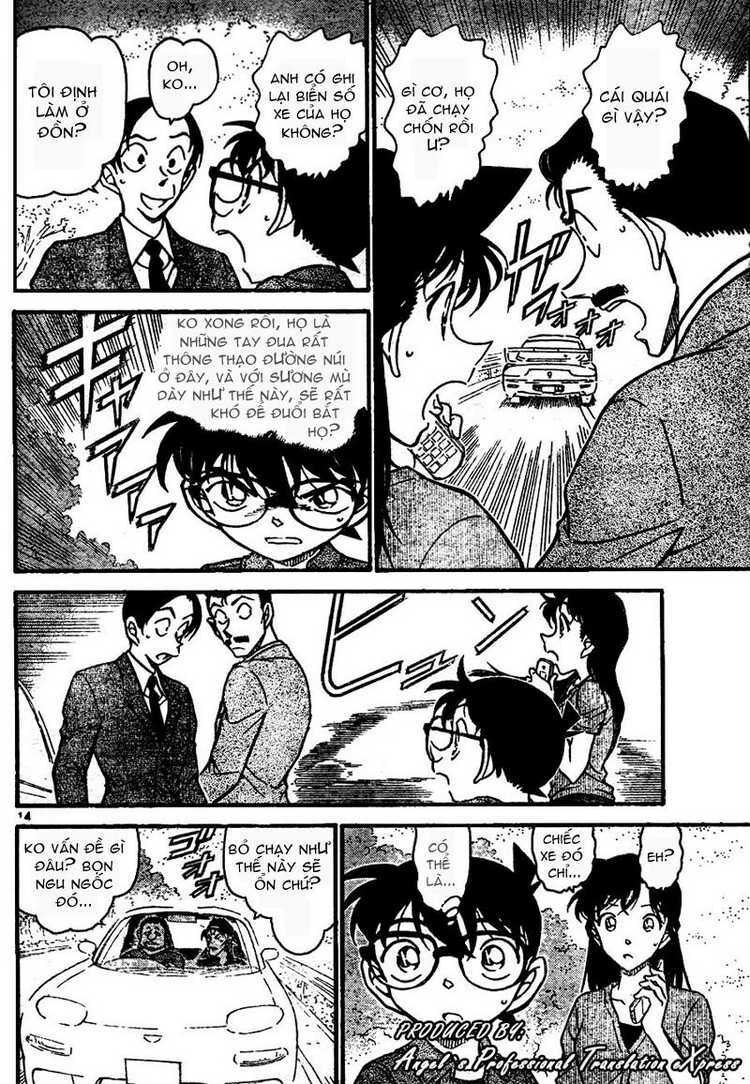 CÁI QUÁI
GÌ VẬY?
GÌ CƠ, HỌ
ĐÃ CHẠY
CHỐN RỒI
Ư?
ANH CÓ GHI
LẠI BIỂN SỐ
XE CỦA HỌ
KHÔNG?
OH,
KO...
TÔI ĐỊNH
LÀM Ở
ĐỒN?
KO XONG RỒI, HỌ LÀ
NHỮNG TAY ĐUA RẤT
THÔNG THẠO ĐƯỜNG NÚI
Ở ĐÂY, VÀ VỚI SƯƠNG MÙ
DÀY NHƯ THẾ NÀY, SẼ RẤT
KHÓ ĐỂ ĐUỔI BẮT
HỌ?
14
EH?
CHIẾC
XE ĐÓ
CHỈ...
CÓ
THỂ
LÀ...
BỎ CHẠY NHƯ
THẾ NÀY SẼ
ỔN CHỨ?
KO VẤN ĐỀ GÌ
ĐÂU? BỌN
NGU NGỐC
ĐÓ...
PRODUCED BY:
Angel's Professional Translation eXpress